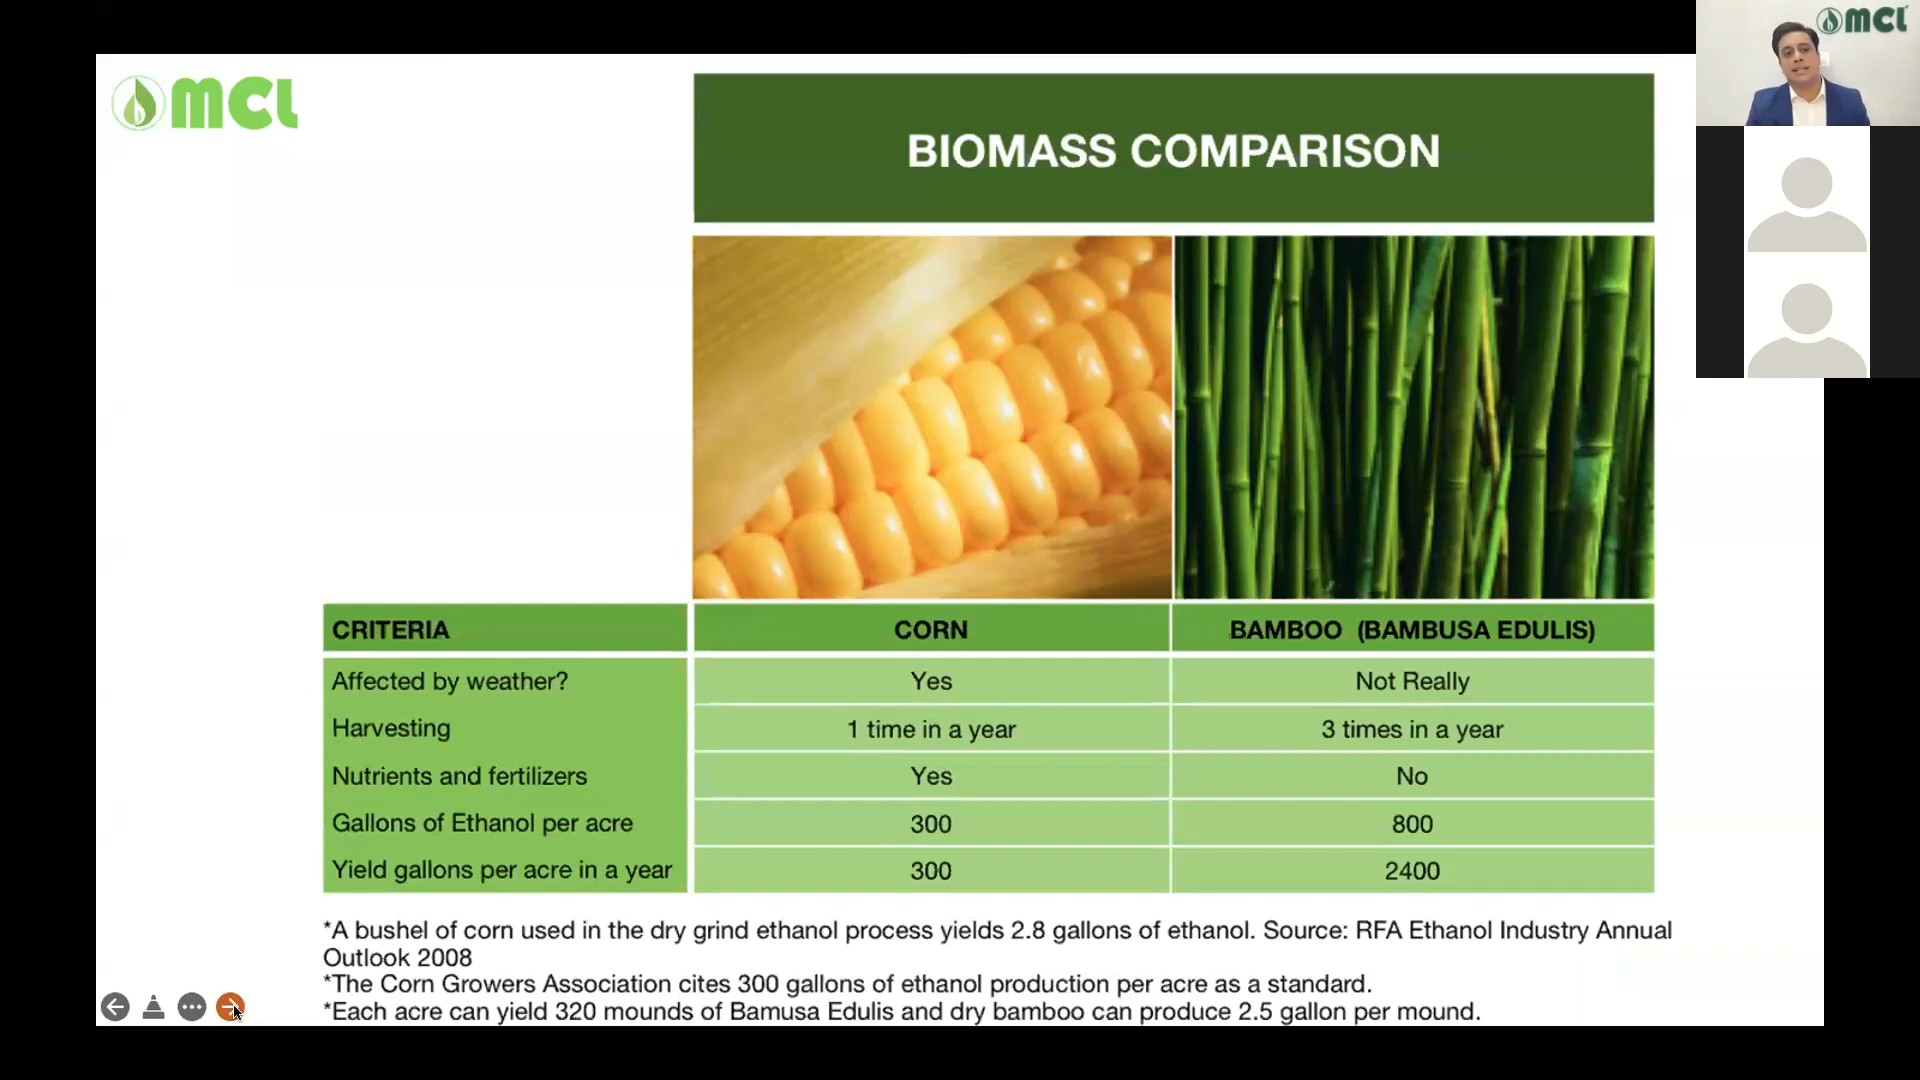 MCL
MCL
BIOMASS COMPARISON
CRITERIA CORN BAMBOO (BAMBUSA EDULIS)
Affected by weather? Yes Not Really
Harvesting 1 time in a year 3 times in a year
Nutrients and fertilizers Yes No
Gallons of Ethanol per acre 300 800
Yield gallons per acre in a year 300 2400
*A bushel of corn used in the dry grind ethanol process yields 2.8 gallons of ethanol. Source: RFA Ethanol Industry Annual
Outlook 2008
*The Corn Growers Association cites 300 gallons of ethanol production per acre as a standard.
*Each acre can yield 320 mounds of Bamusa Edulis and dry bamboo can produce 2.5 gallon per mound.